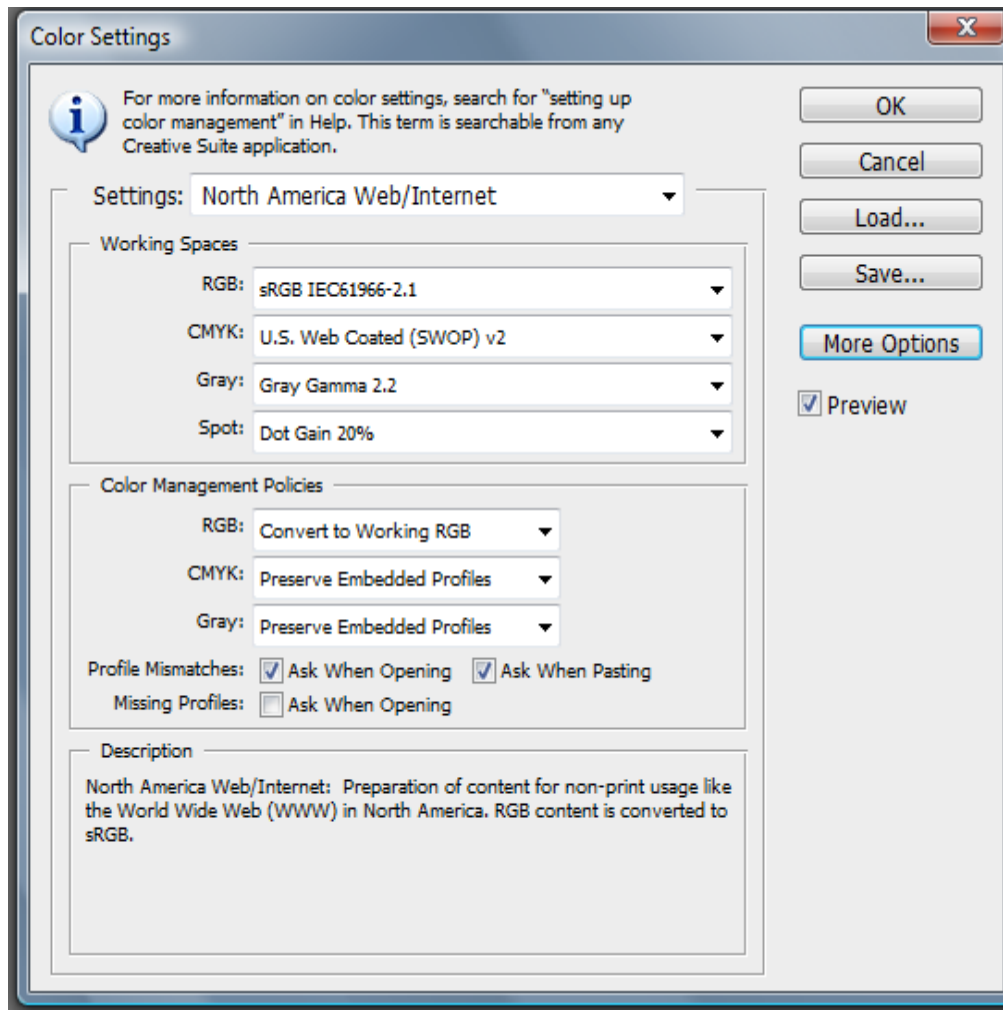 Color Settings
For more information on color settings, search for “setting up
color management” in Help. This term is searchable from any
Creative Suite application.
OK
Cancel
Load...
Save...
More Options
Preview
Settings: North America Web/Internet
Working Spaces
RGB: sRGB IEC61966-2.1
CMYK: U.S. Web Coated (SWOP) v2
Gray: Gray Gamma 2.2
Spot: Dot Gain 20%
Color Management Policies
RGB: Convert to Working RGB
CMYK: Preserve Embedded Profiles
Gray: Preserve Embedded Profiles
Profile Mismatches: Ask When Opening Ask When Pasting
Missing Profiles: Ask When Opening
Description
North America Web/Internet: Preparation of content for non-print usage like
the World Wide Web (WWW) in North America. RGB content is converted to
sRGB.